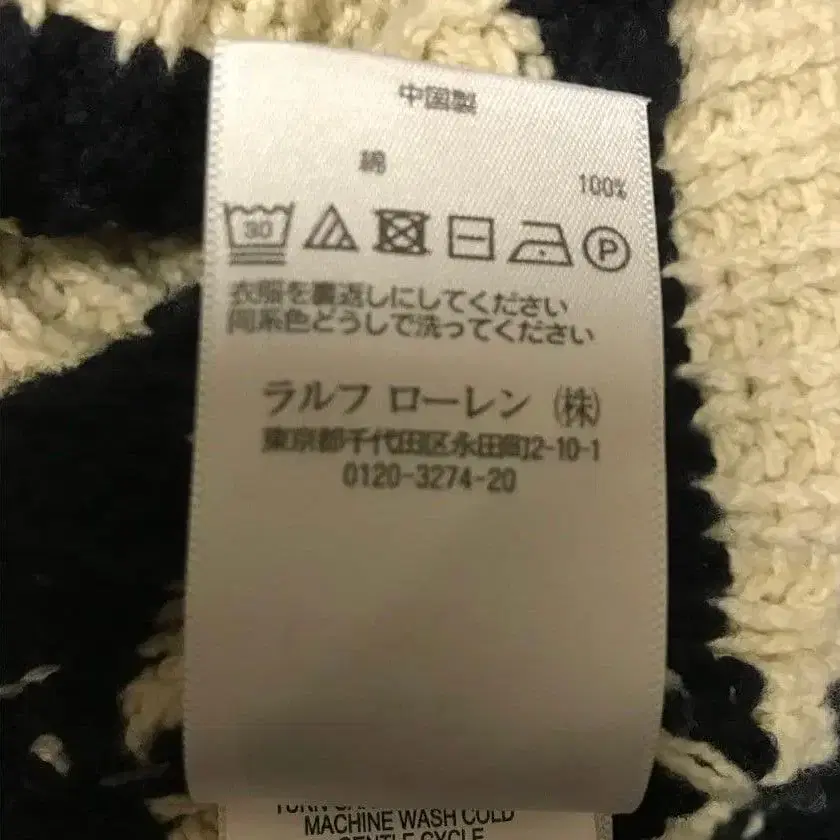 中国製
綿 100%
30 P
衣服を裏返しにしてください
同系色どうしで洗ってください
ラルフ ローレン ㈱
東京都千代田区永田町2-10-1
0120-3274-20
TURN
MACHINE WASH COLD
GENTLE CYCLE